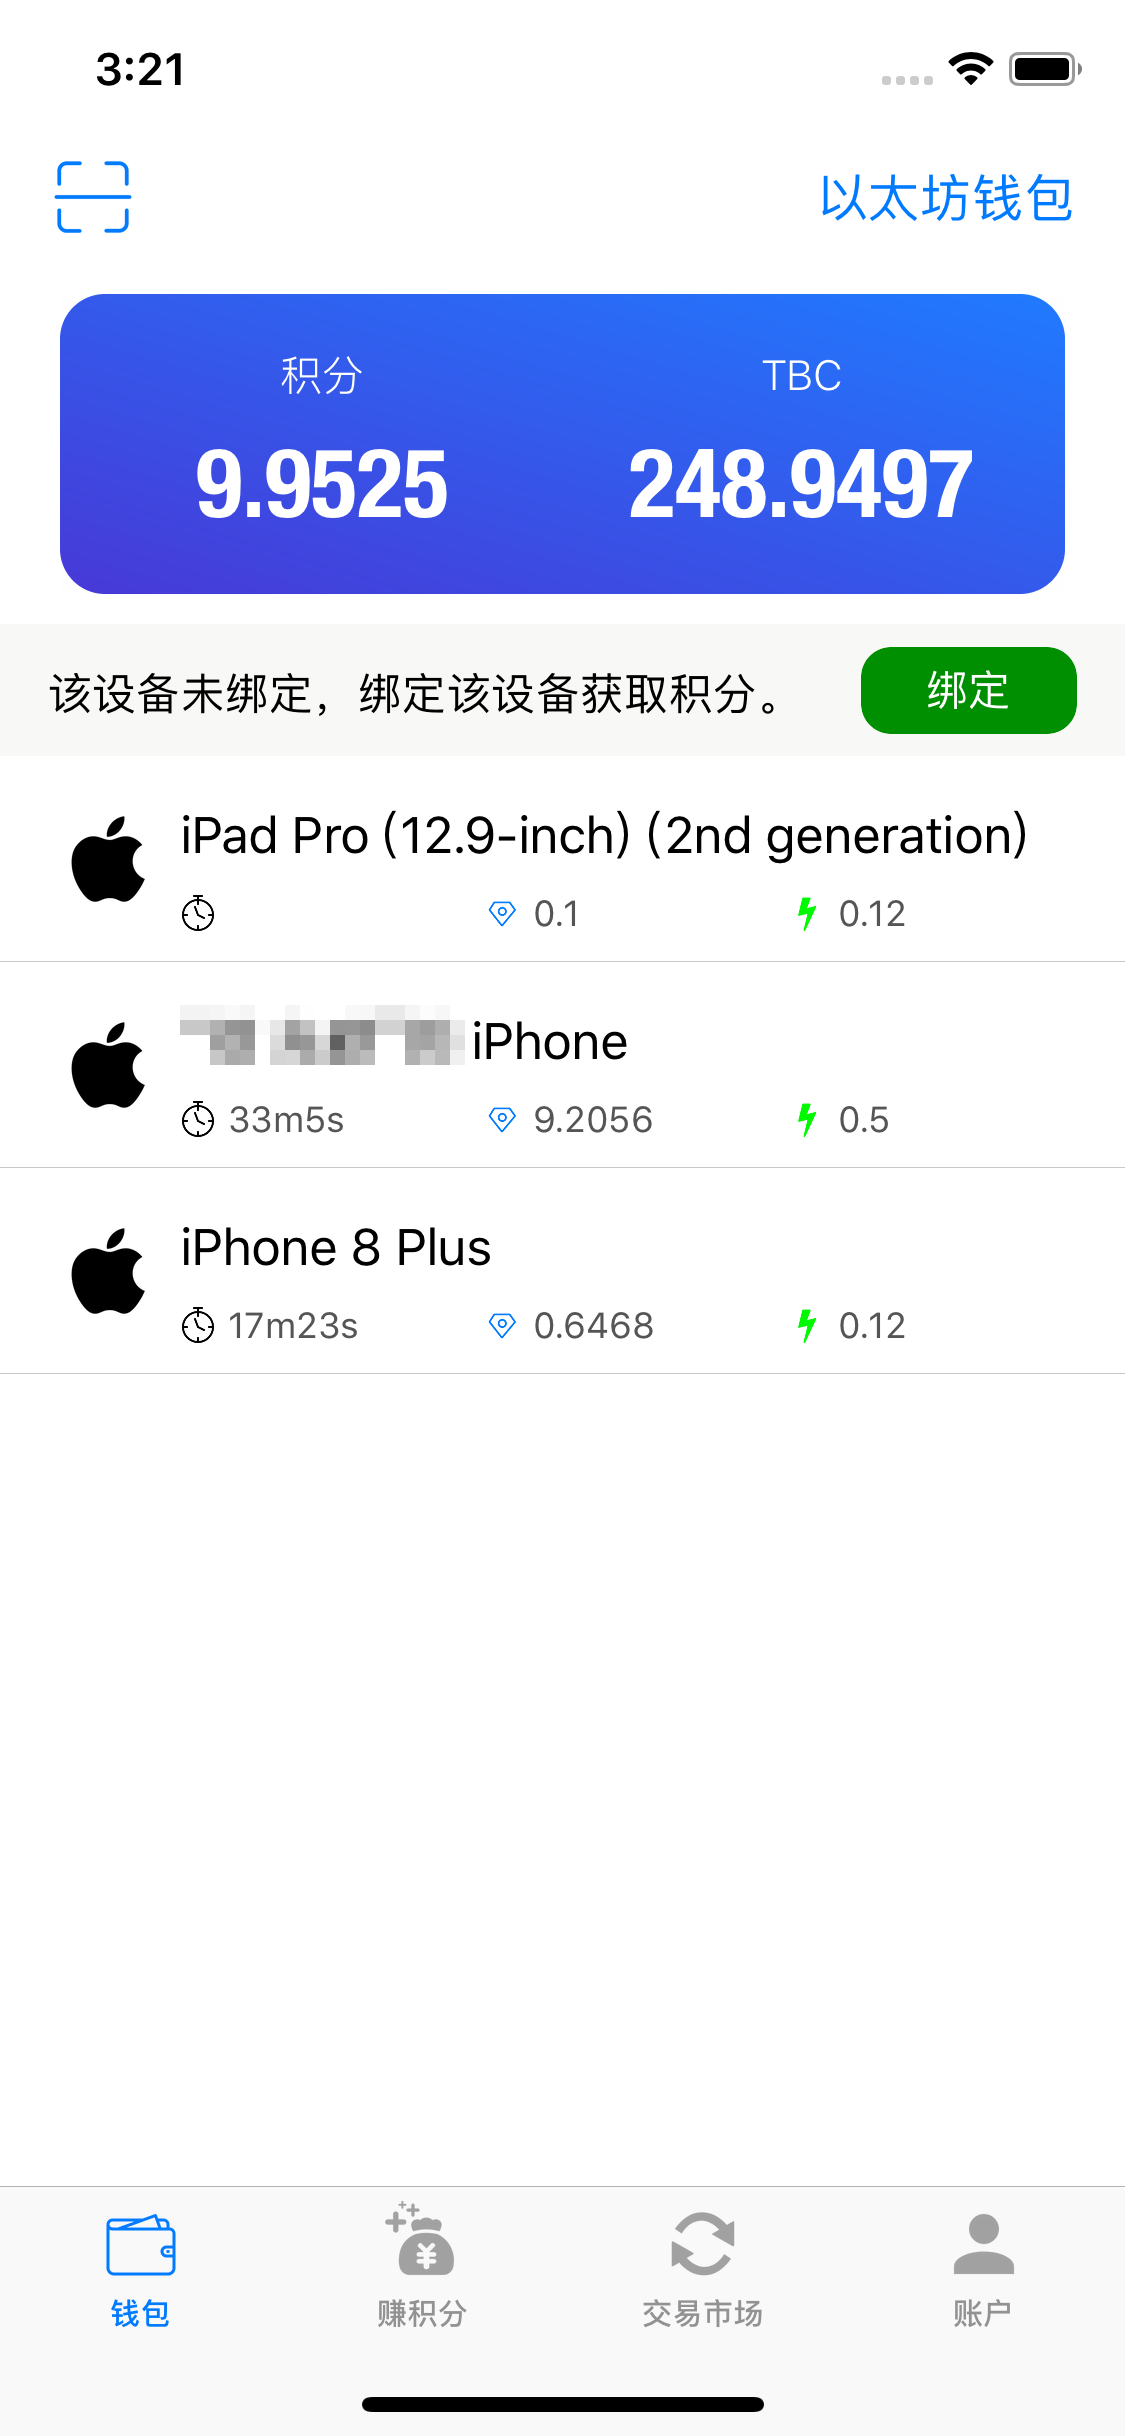 3:21
以太坊钱包
积分 TBC
9.9525 248.9497
该设备未绑定，绑定该设备获取积分。 绑定
iPad Pro (12.9-inch) (2nd generation)
0.1 0.12
iPhone
33m5s 9.2056 0.5
iPhone 8 Plus
17m23s 0.6468 0.12
钱包 赚积分 交易市场 账户